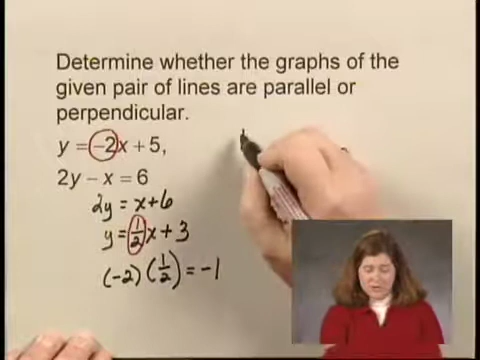 Determine whether the graphs of the
given pair of lines are parallel or
perpendicular.
y = -2x + 5,
2y - x = 6
2y = x + 6
y = 1/2 x + 3
(-2)(1/2) = -1